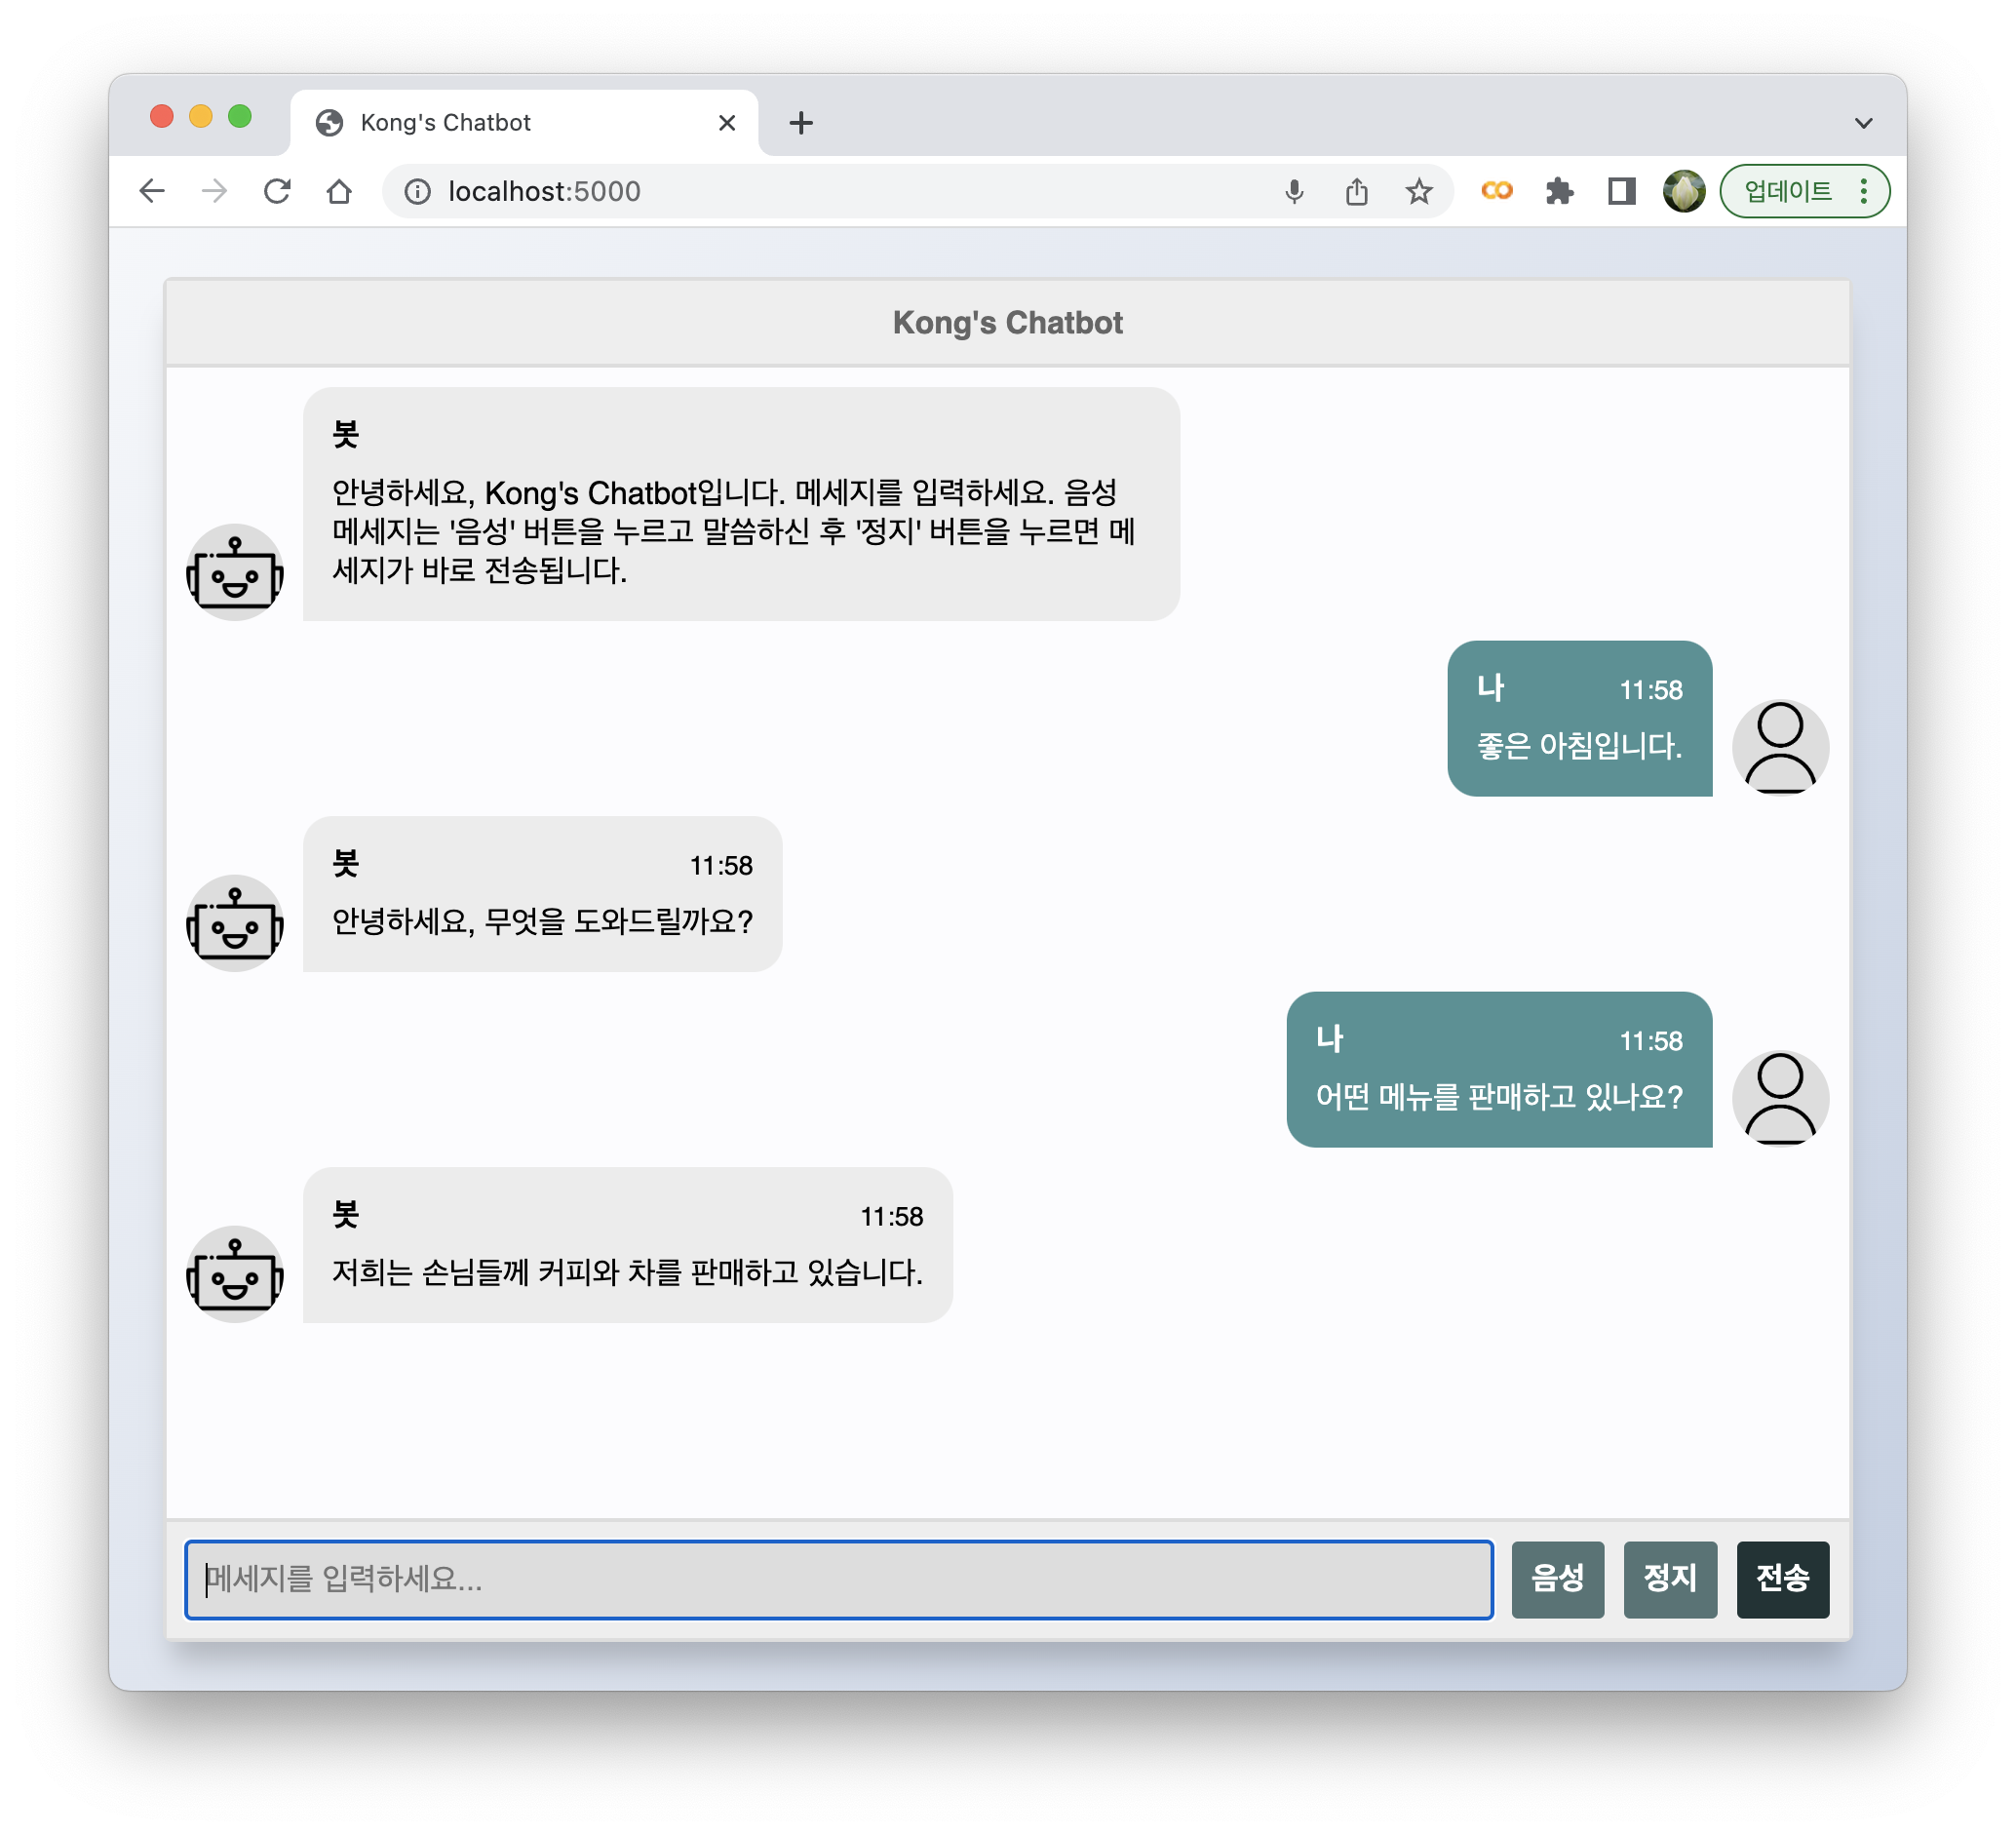 Kong's Chatbot
localhost:5000
업데이트
Kong's Chatbot
봇
안녕하세요, Kong's Chatbot입니다. 메세지를 입력하세요. 음성
메세지는 '음성' 버튼을 누르고 말씀하신 후 '정지' 버튼을 누르면 메
세지가 바로 전송됩니다.
나 11:58
좋은 아침입니다.
봇 11:58
안녕하세요, 무엇을 도와드릴까요?
나 11:58
어떤 메뉴를 판매하고 있나요?
봇 11:58
저희는 손님들께 커피와 차를 판매하고 있습니다.
메세지를 입력하세요... 음성 정지 전송